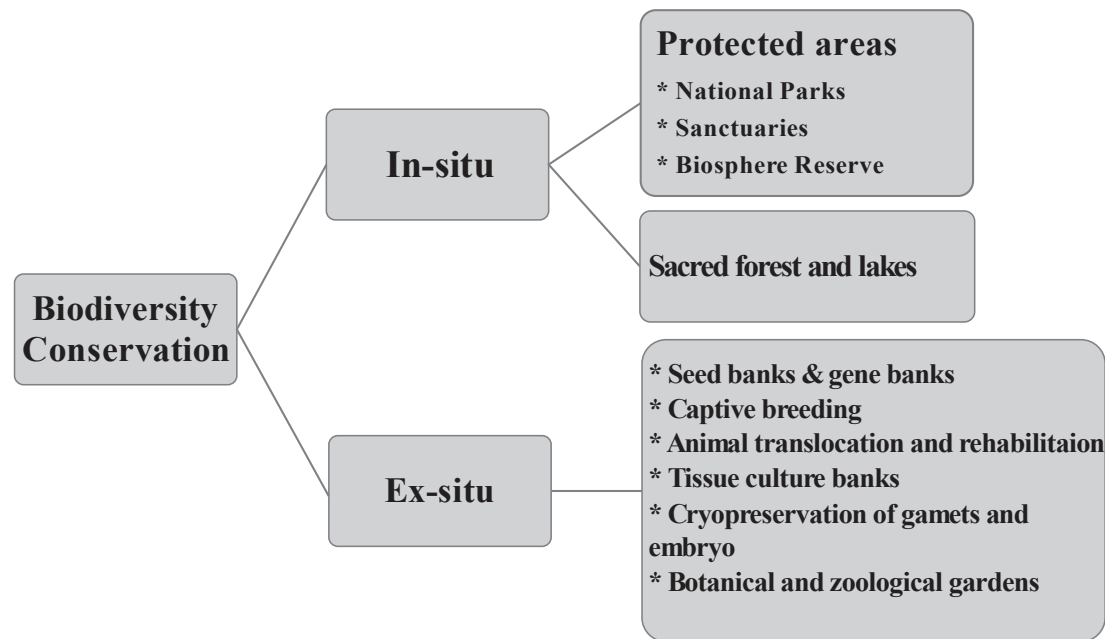 Biodiversity
Conservation
In-situ
Protected areas
* National Parks
* Sanctuaries
* Biosphere Reserve
Sacred forest and lakes
Ex-situ
* Seed banks & gene banks
* Captive breeding
* Animal translocation and rehabilitaion
* Tissue culture banks
* Cryopreservation of gamets and
embryo
* Botanical and zoological gardens